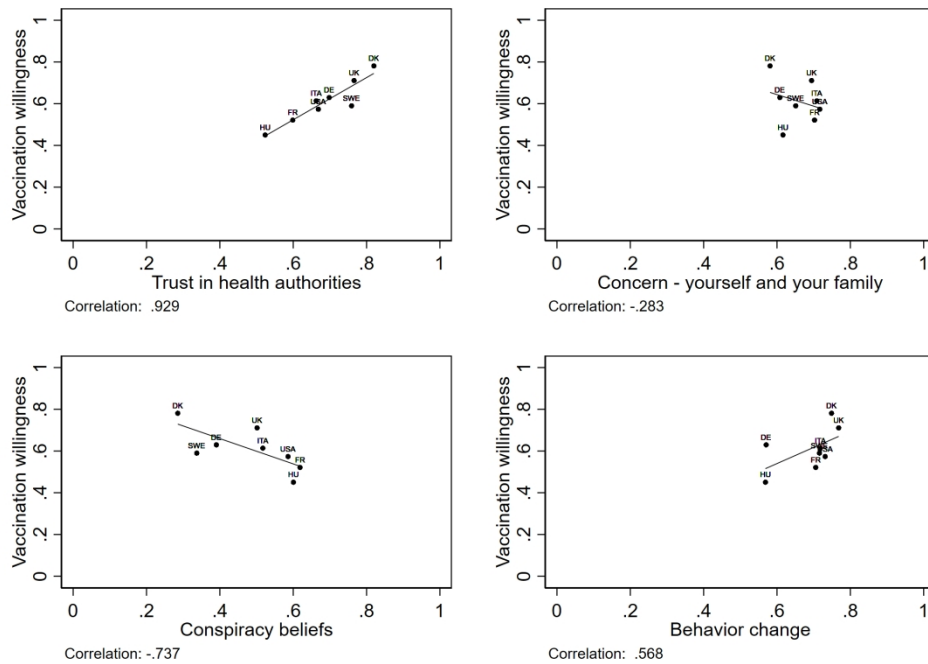 Vaccination willingness
1
.8
.6
.4
.2
0
DK
UK
DE
ITA
SWE
USA
FR
HU
0 .2 .4 .6 .8 1
Trust in health authorities
Correlation: .929
Vaccination willingness
1
.8
.6
.4
.2
0
DK
UK
DE
ITA
SWE
USA
FR
HU
0 .2 .4 .6 .8 1
Concern - yourself and your family
Correlation: -.283
Vaccination willingness
1
.8
.6
.4
.2
0
DK
UK
DE
SWE
ITA
USA
FR
HU
0 .2 .4 .6 .8 1
Conspiracy beliefs
Correlation: -.737
Vaccination willingness
1
.8
.6
.4
.2
0
DK
UK
DE
ITA
SWE
USA
FR
HU
0 .2 .4 .6 .8 1
Behavior change
Correlation: .568